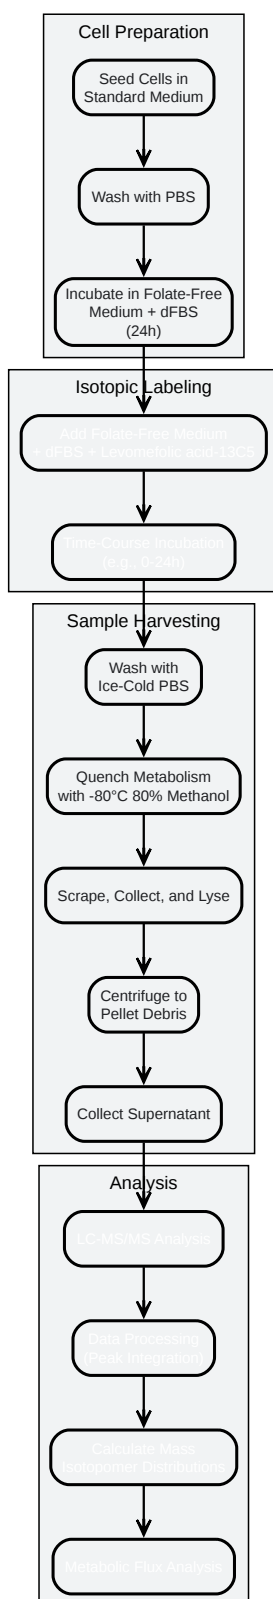 Cell Preparation
Seed Cells in
Standard Medium
Wash with PBS
Incubate in Folate-Free
Medium + dFBS
(24h)
Isotopic Labeling
Add Folate-Free Medium
+ dFBS + Levomefolic acid-13C5
Time-Course Incubation
(e.g., 0-24h)
Sample Harvesting
Wash with
Ice-Cold PBS
Quench Metabolism
with -80°C 80% Methanol
Scrape, Collect, and Lyse
Centrifuge to
Pellet Debris
Collect Supernatant
Analysis
LC-MS/MS Analysis
Data Processing
(Peak Integration)
Calculate Mass
Isotopomer Distributions
Metabolic Flux Analysis